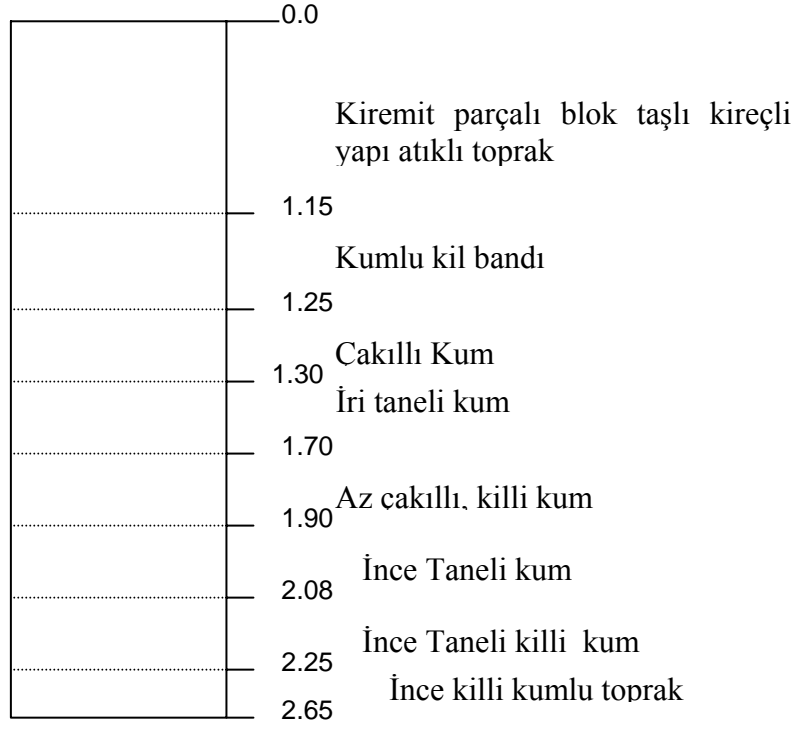 0.0
Kiremit parçalı blok taşlı kireçli
yapı atıklı toprak
1.15
Kumlu kil bandı
1.25
Çakıllı Kum
1.30
İri taneli kum
1.70
Az çakıllı, killi kum
1.90
İnce Taneli kum
2.08
İnce Taneli killi kum
2.25
İnce killi kumlu toprak
2.65